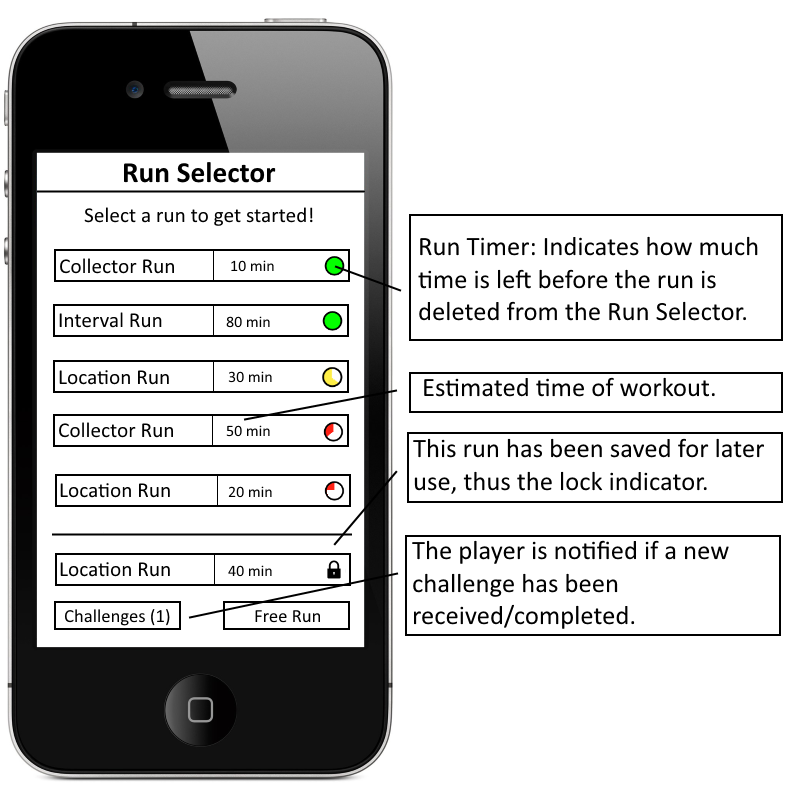 Run Selector
Select a run to get started!
Collector Run 10 min
Interval Run 80 min
Location Run 30 min
Collector Run 50 min
Location Run 20 min
Location Run 40 min
Challenges (1) Free Run
Run Timer: Indicates how much
time is left before the run is
deleted from the Run Selector.
Estimated time of workout.
This run has been saved for later
use, thus the lock indicator.
The player is notified if a new
challenge has been
received/completed.